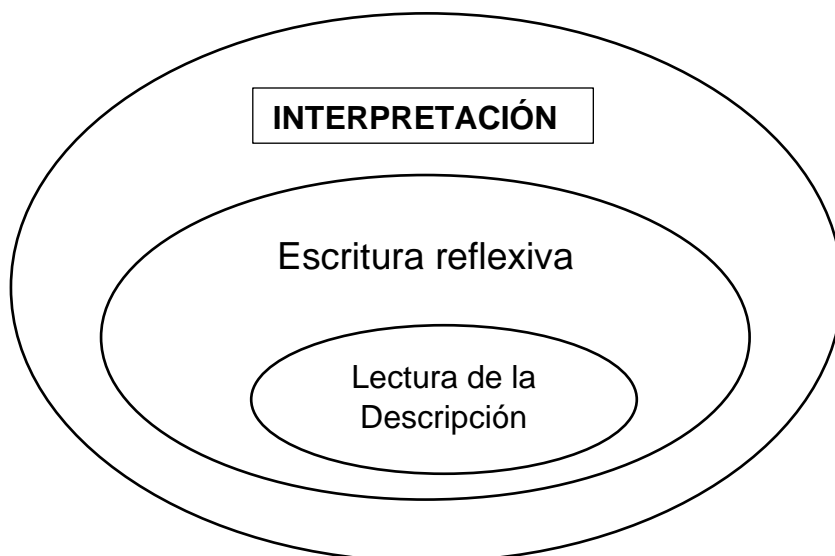 INTERPRETACIÓN
Escritura reflexiva
Lectura de la
Descripción